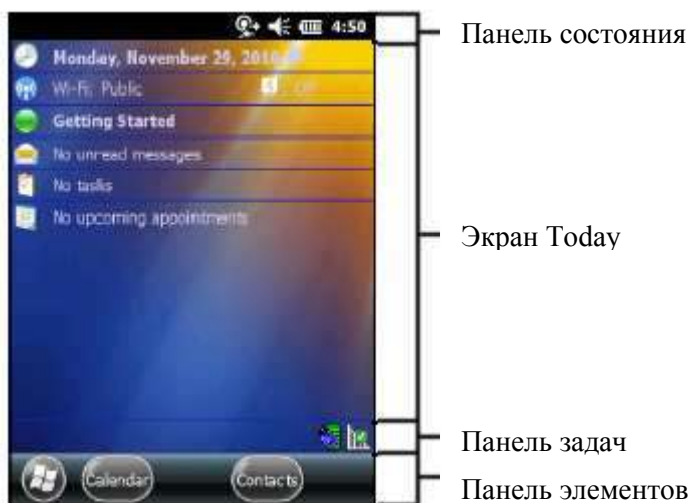 4:50
Панель состояния
Monday, November 29, 2010
Wi-Fi: Public
Getting Started
No unread messages
No tasks
No upcoming appointments
Экран Today
Панель задач
Calendar
Contacts
Панель элементов